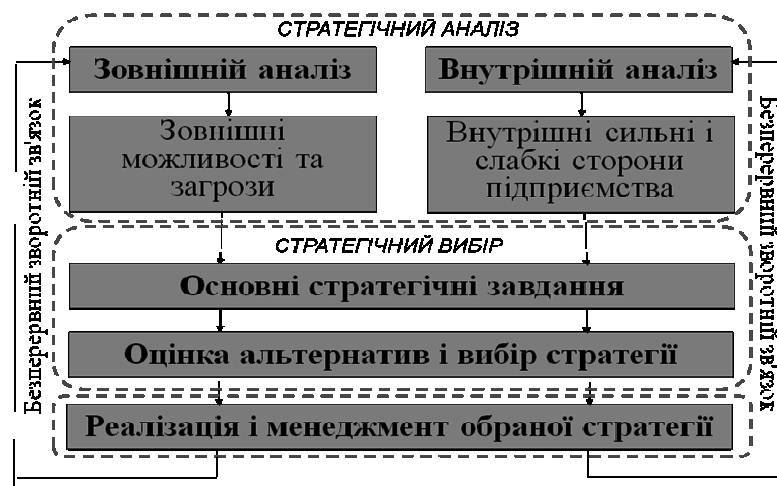 СТРАТЕГІЧНИЙ АНАЛІЗ
Зовнішній аналіз
Внутрішній аналіз
Зовнішні
можливості та
загрози
Внутрішні сильні і
слабкі сторони
підприємства
СТРАТЕГІЧНИЙ ВИБІР
Основні стратегічні завдання
Оцінка альтернатив і вибір стратегії
Реалізація і менеджмент обраної стратегії
Безперервний зворотній зв'язок
Безперервний зворотній зв'язок